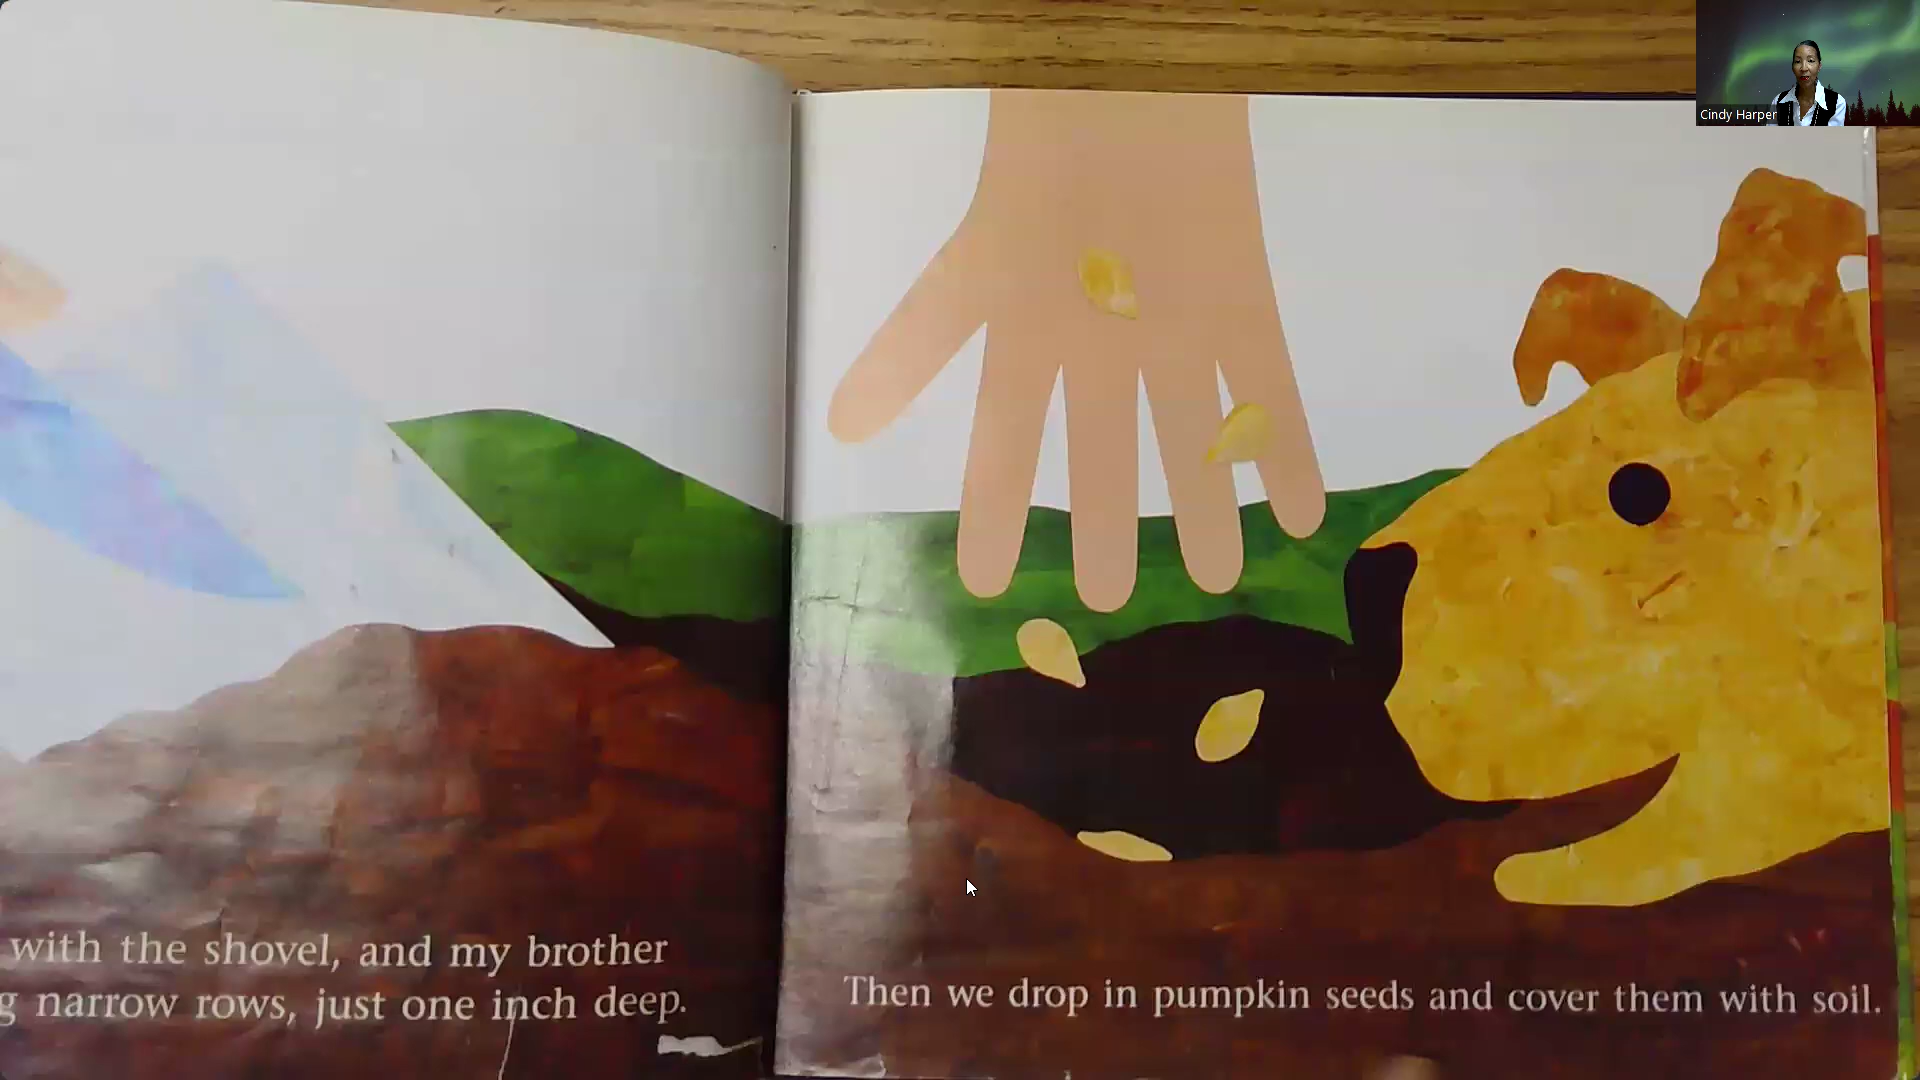 Cindy Harper
with the shovel, and my brother
narrow rows, just one inch deep.
Then we drop in pumpkin seeds and cover them with soil.